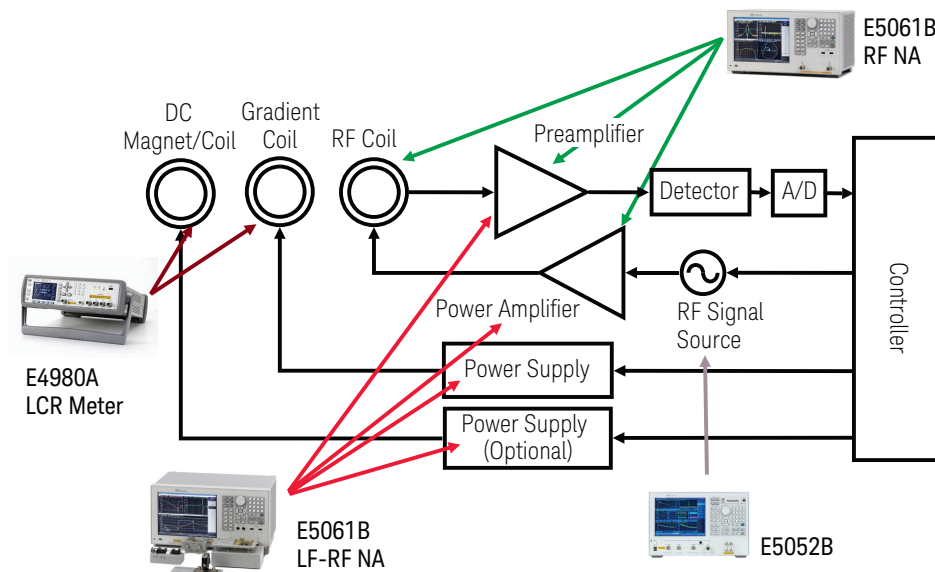 E5061B
RF NA
DC
Magnet/Coil
Gradient
Coil
RF Coil
Preamplifier
Detector
A/D
Controller
Power Amplifier
RF Signal
Source
E4980A
LCR Meter
Power Supply
Power Supply
(Optional)
E5061B
LF-RF NA
E5052B